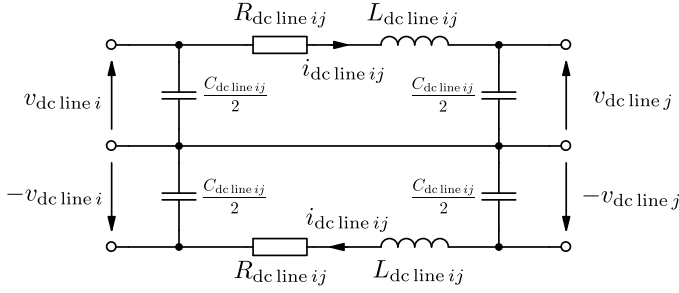 R_dc line ij L_dc line ij
i_dc line ij
C_dc line ij/2 C_dc line ij/2
v_dc line i v_dc line j
C_dc line ij/2 C_dc line ij/2
−v_dc line i −v_dc line j
i_dc line ij
R_dc line ij L_dc line ij